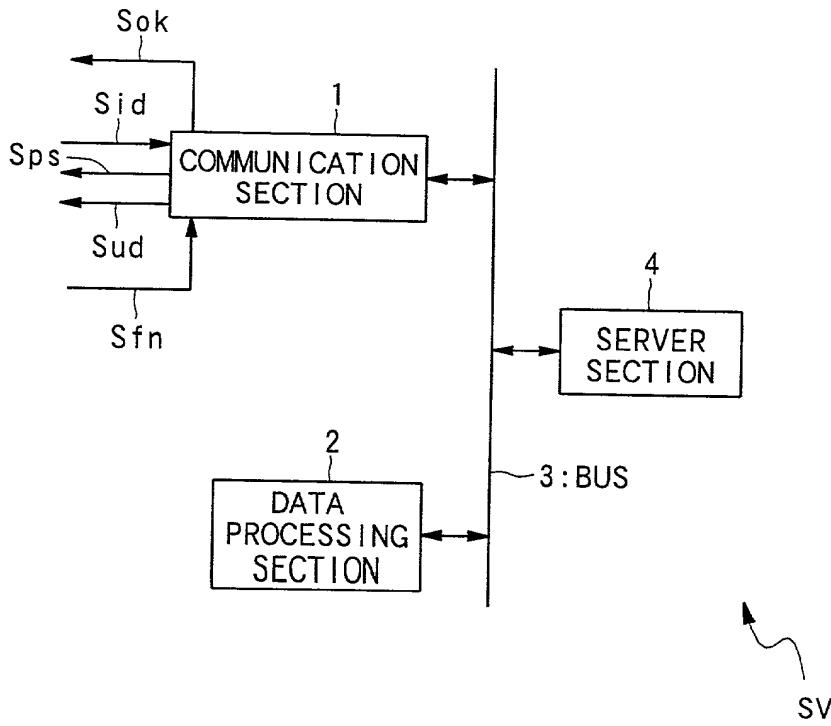 Sok
Sid
Sps
Sud
Sfn
1
COMMUNICATION
SECTION
4
SERVER
SECTION
2
DATA
PROCESSING
SECTION
3:BUS
SV